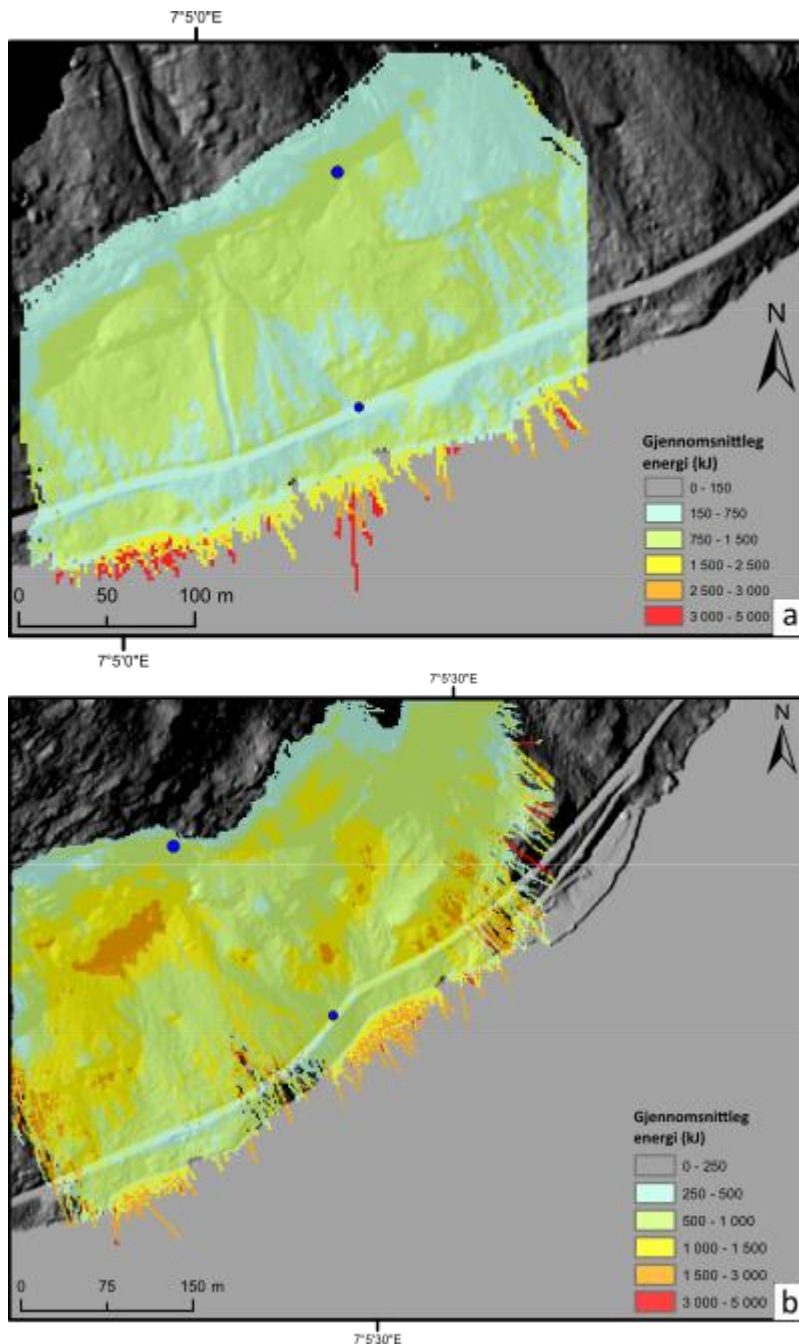 7°5'0"E
N
Gjennomsnittleg
energi (kJ)
0 - 150
150 - 750
750 - 1 500
1 500 - 2 500
2 500 - 3 000
3 000 - 5 000
0 50 100 m
a
7°5'0"E
7°5'30"E
N
Gjennomsnittleg
energi (kJ)
0 - 250
250 - 500
500 - 1 000
1 000 - 1 500
1 500 - 3 000
3 000 - 5 000
0 75 150 m
b
7°5'30"E